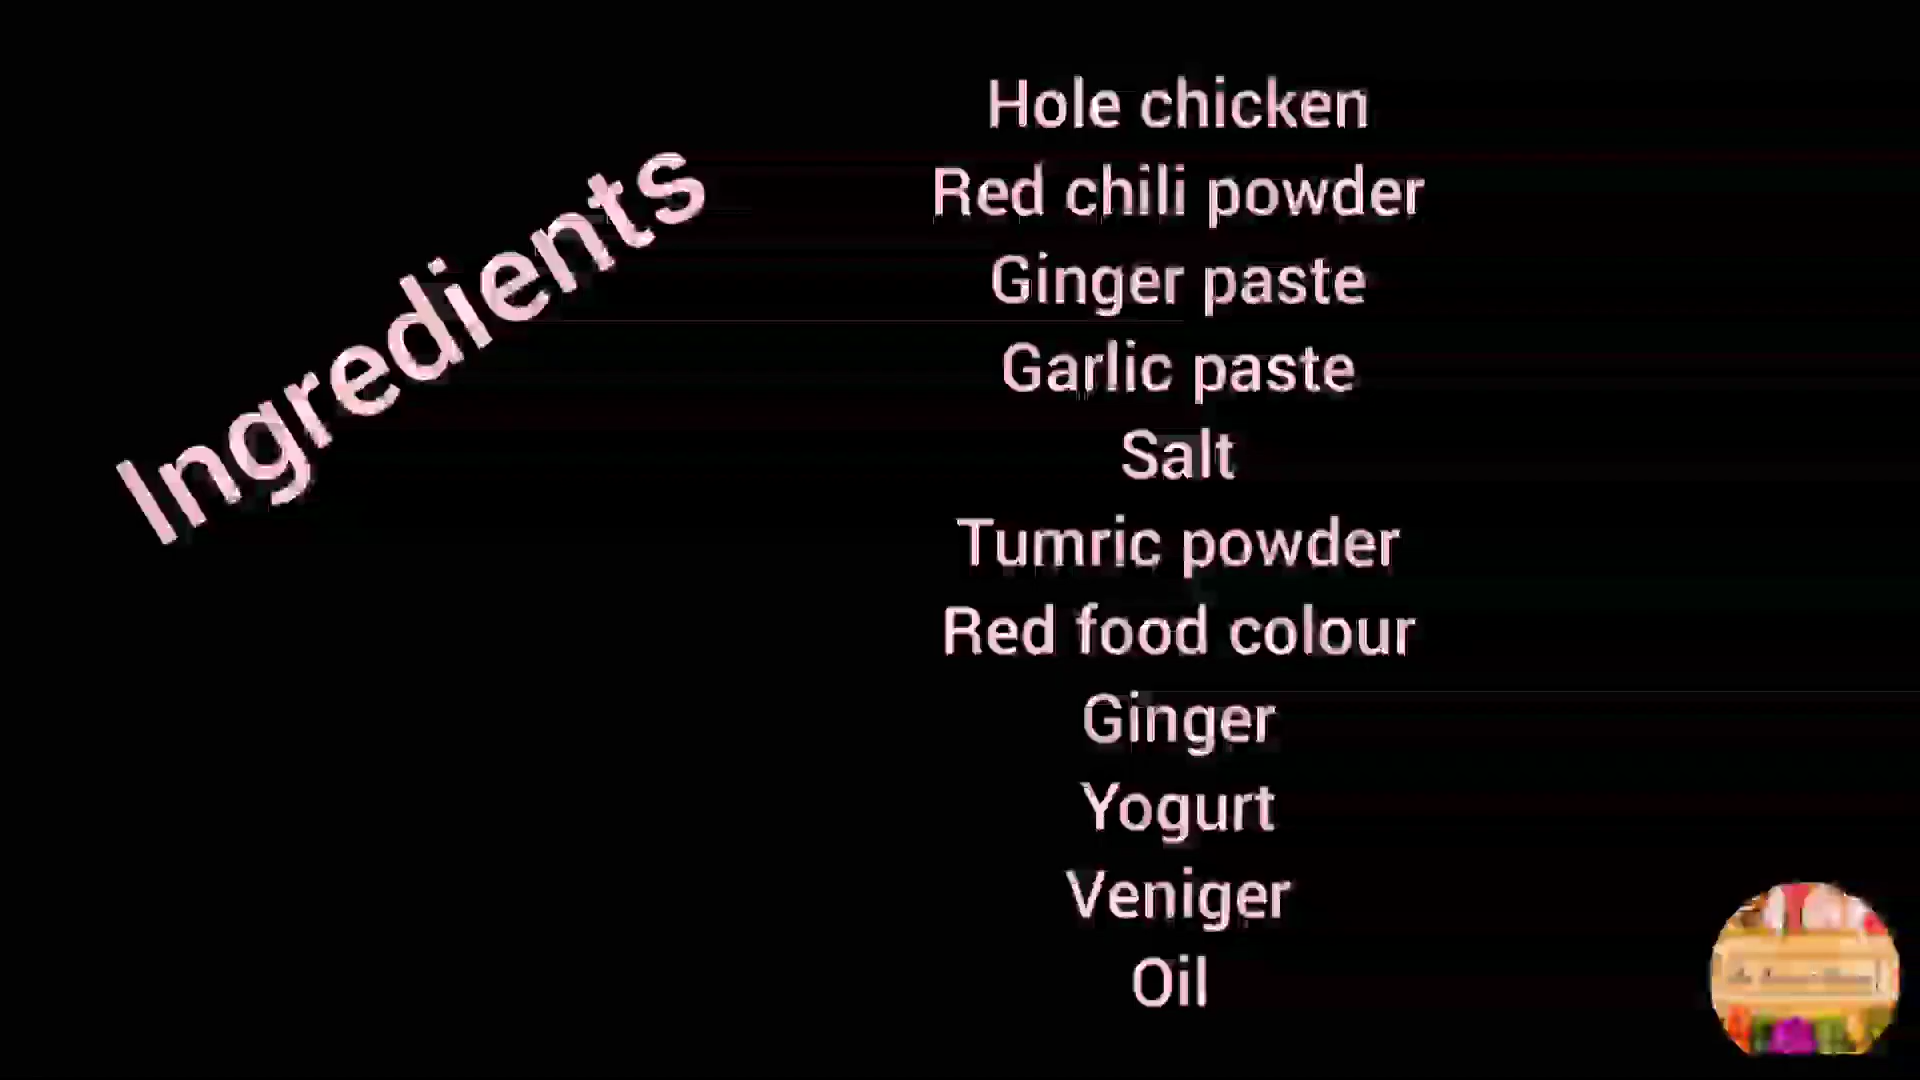 Ingredients
Hole chicken
Red chili powder
Ginger paste
Garlic paste
Salt
Tumric powder
Red food colour
Ginger
Yogurt
Veniger
Oil